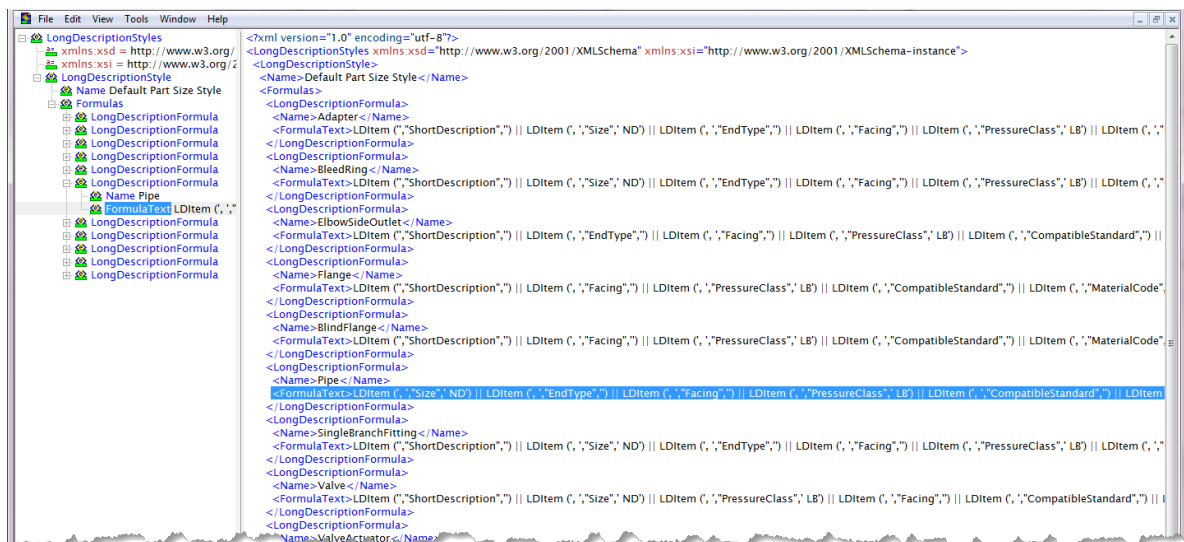 File Edit View Tools Window Help
LongDescriptionStyles
xmlns:xsd = http://www.w3.org/
xmlns:xsi = http://www.w3.org/2
LongDescriptionStyle
Name Default Part Size Style
Formulas
LongDescriptionFormula
LongDescriptionFormula
LongDescriptionFormula
LongDescriptionFormula
LongDescriptionFormula
LongDescriptionFormula
Name Pipe
FormulaText LDItem (', ',"
LongDescriptionFormula
LongDescriptionFormula
LongDescriptionFormula
LongDescriptionFormula
LongDescriptionFormula
<?xml version="1.0" encoding="utf-8"?>
<LongDescriptionStyles xmlns:xsd="http://www.w3.org/2001/XMLSchema" xmlns:xsi="http://www.w3.org/2001/XMLSchema-instance">
<LongDescriptionStyle>
<Name>Default Part Size Style</Name>
<Formulas>
<LongDescriptionFormula>
<Name>Adapter</Name>
<FormulaText>LDItem ('',"ShortDescription",'') || LDItem (', ',"Size",' ND') || LDItem (', ',"EndType",'') || LDItem (', ',"Facing",'') || LDItem (', ',"PressureClass",' LB') || LDItem (', ',"
</LongDescriptionFormula>
<LongDescriptionFormula>
<Name>BleedRing</Name>
<FormulaText>LDItem ('',"ShortDescription",'') || LDItem (', ',"Size",' ND') || LDItem (', ',"EndType",'') || LDItem (', ',"Facing",'') || LDItem (', ',"PressureClass",' LB') || LDItem (', ',"
</LongDescriptionFormula>
<LongDescriptionFormula>
<Name>ElbowSideOutlet</Name>
<FormulaText>LDItem ('',"ShortDescription",'') || LDItem (', ',"EndType",'') || LDItem (', ',"Facing",'') || LDItem (', ',"PressureClass",' LB') || LDItem (', ',"CompatibleStandard",'') ||
</LongDescriptionFormula>
<LongDescriptionFormula>
<Name>Flange</Name>
<FormulaText>LDItem ('',"ShortDescription",'') || LDItem (', ',"Facing",'') || LDItem (', ',"PressureClass",' LB') || LDItem (', ',"CompatibleStandard",'') || LDItem (', ',"MaterialCode",
</LongDescriptionFormula>
<LongDescriptionFormula>
<Name>BlindFlange</Name>
<FormulaText>LDItem ('',"ShortDescription",'') || LDItem (', ',"Facing",'') || LDItem (', ',"PressureClass",' LB') || LDItem (', ',"CompatibleStandard",'') || LDItem (', ',"MaterialCode",
</LongDescriptionFormula>
<LongDescriptionFormula>
<Name>Pipe</Name>
<FormulaText>LDItem (', ',"Size",' ND') || LDItem (', ',"EndType",'') || LDItem (', ',"Facing",'') || LDItem (', ',"PressureClass",' LB') || LDItem (', ',"CompatibleStandard",'') || LDItem
</LongDescriptionFormula>
<LongDescriptionFormula>
<Name>SingleBranchFitting</Name>
<FormulaText>LDItem ('',"ShortDescription",'') || LDItem (', ',"Size",' ND') || LDItem (', ',"EndType",'') || LDItem (', ',"Facing",'') || LDItem (', ',"PressureClass",' LB') || LDItem (', ',"
</LongDescriptionFormula>
<LongDescriptionFormula>
<Name>Valve</Name>
<FormulaText>LDItem ('',"ShortDescription",'') || LDItem (', ',"Size",' ND') || LDItem (', ',"PressureClass",' LB') || LDItem (', ',"Facing",'') || LDItem (', ',"CompatibleStandard",'') ||
</LongDescriptionFormula>
<LongDescriptionFormula>
<Name>ValveActuator</Name>